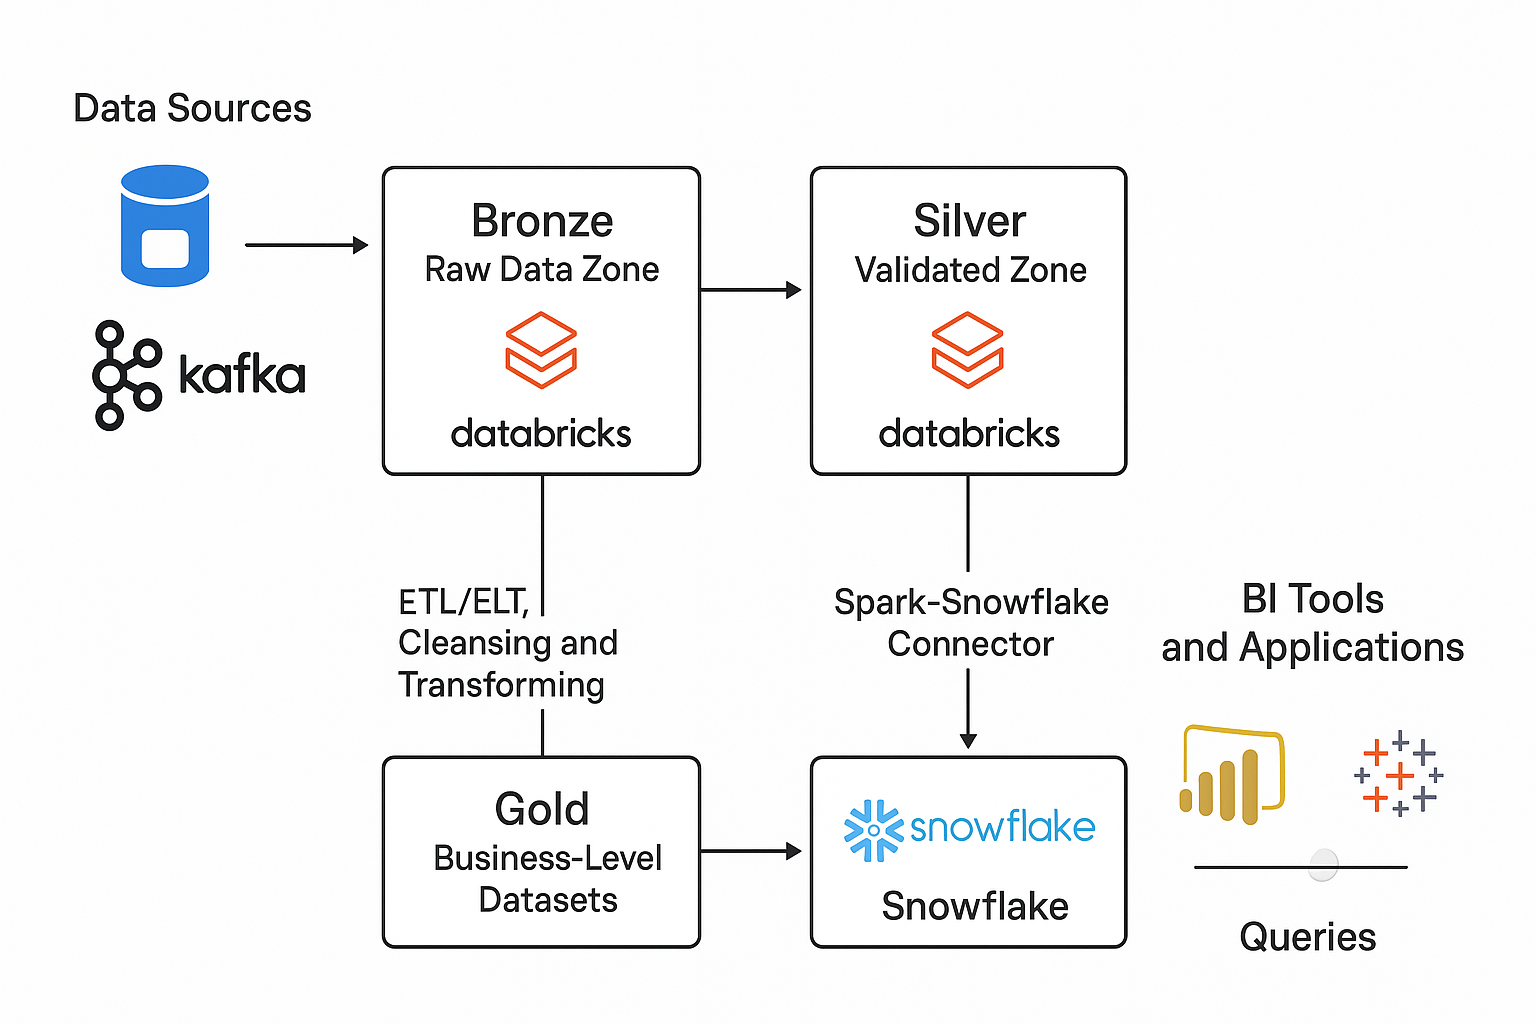 Data Sources
kafka
Bronze
Raw Data Zone
databricks
Silver
Validated Zone
databricks
ETL/ELT,
Cleansing and
Transforming
Spark-Snowflake
Connector
BI Tools
and Applications
Gold
Business-Level
Datasets
snowflake
Snowflake
Queries